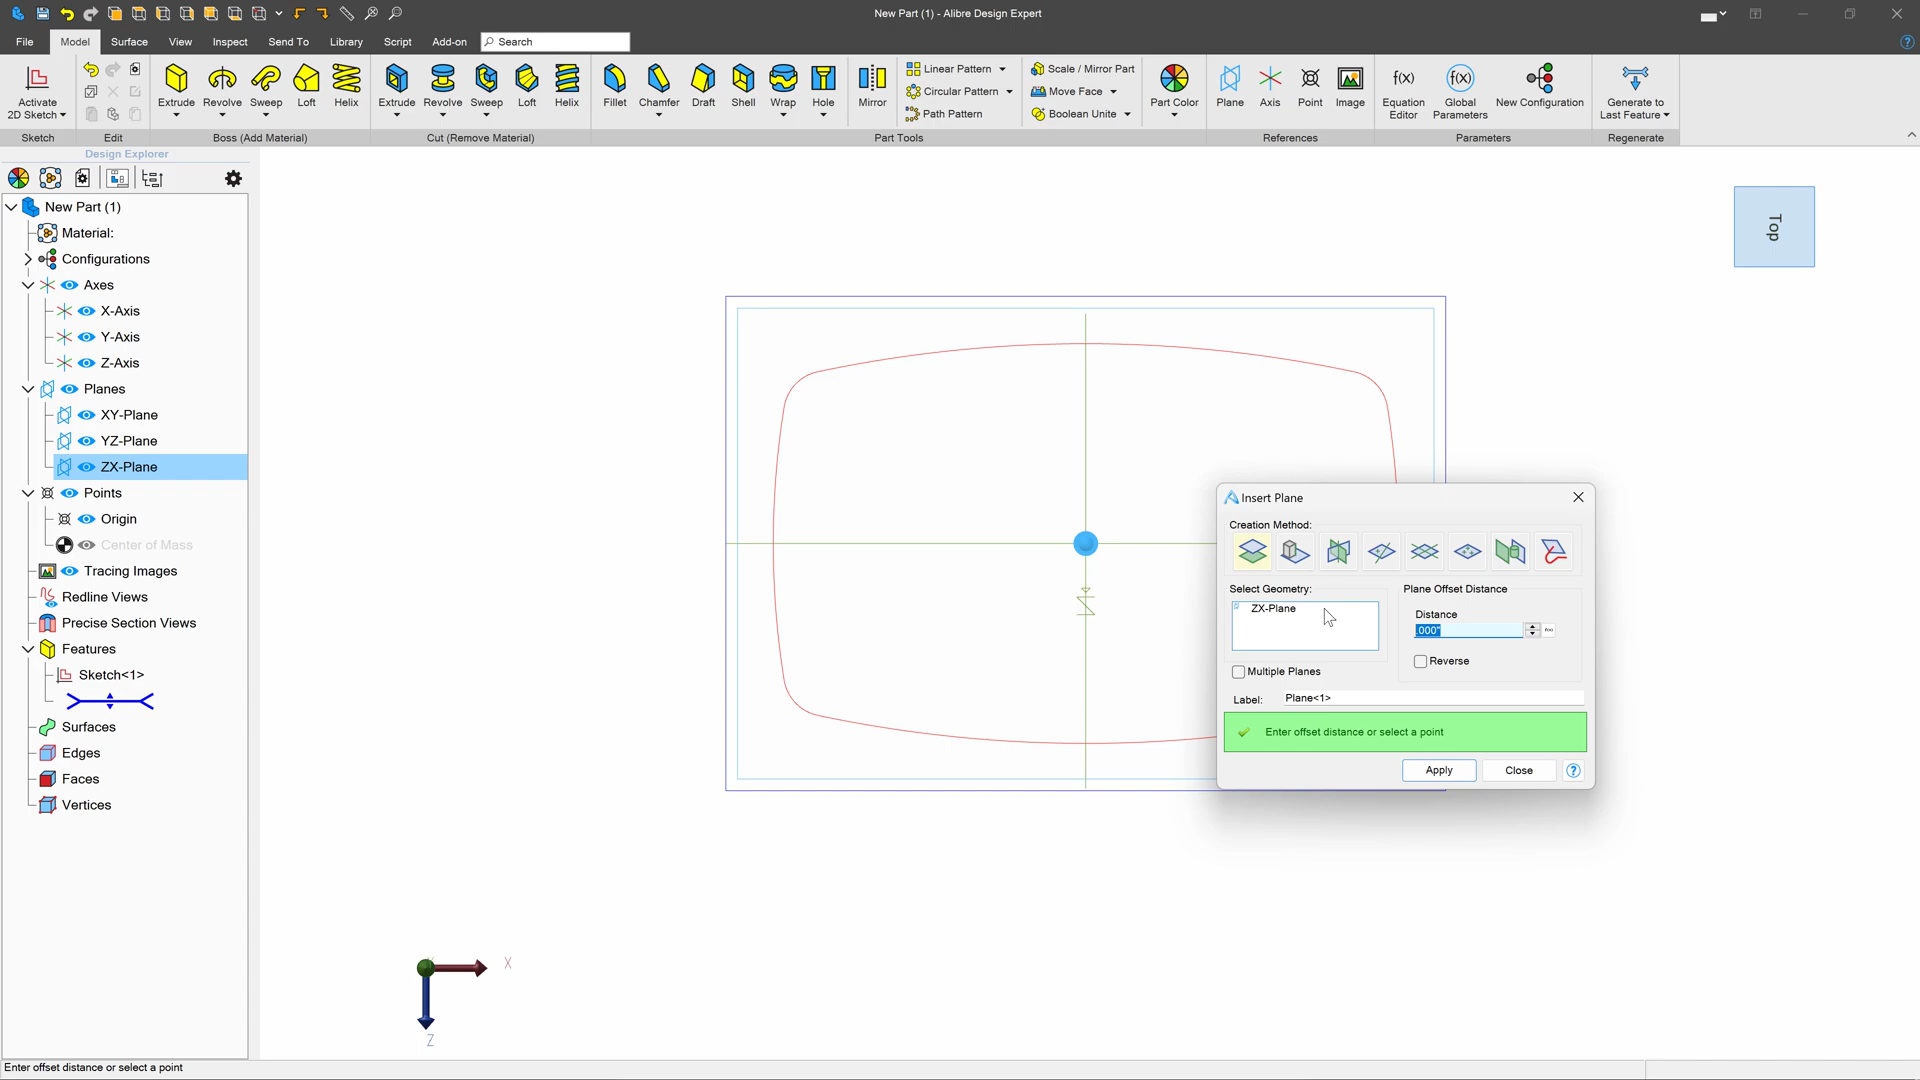 New Part (1) - Alibre Design Expert
File Model Surface View Inspect Send To Library Script Add-on Search
Activate
2D Sketch
Sketch
Edit
Extrude Revolve Sweep Loft Helix
Boss (Add Material)
Extrude Revolve Sweep Loft Helix
Cut (Remove Material)
Fillet Chamfer Draft Shell Wrap Hole Mirror
Linear Pattern
Circular Pattern
Path Pattern
Scale / Mirror Part
Move Face
Boolean Unite
Part Color
Part Tools
Plane Axis Point Image
References
f(x) f(x)
Equation Editor
Global Parameters
New Configuration
Parameters
Generate to
Last Feature
Regenerate
Design Explorer
New Part (1)
Material:
Configurations
Axes
X-Axis
Y-Axis
Z-Axis
Planes
XY-Plane
YZ-Plane
ZX-Plane
Points
Origin
Center of Mass
Tracing Images
Redline Views
Precise Section Views
Features
Sketch<1>
Surfaces
Edges
Faces
Vertices
Top
Insert Plane
Creation Method:
Select Geometry:
ZX-Plane
Multiple Planes
Plane Offset Distance
Distance
.000"
Reverse
Label: Plane<1>
Enter offset distance or select a point
Apply Close ?
X
Z
Enter offset distance or select a point